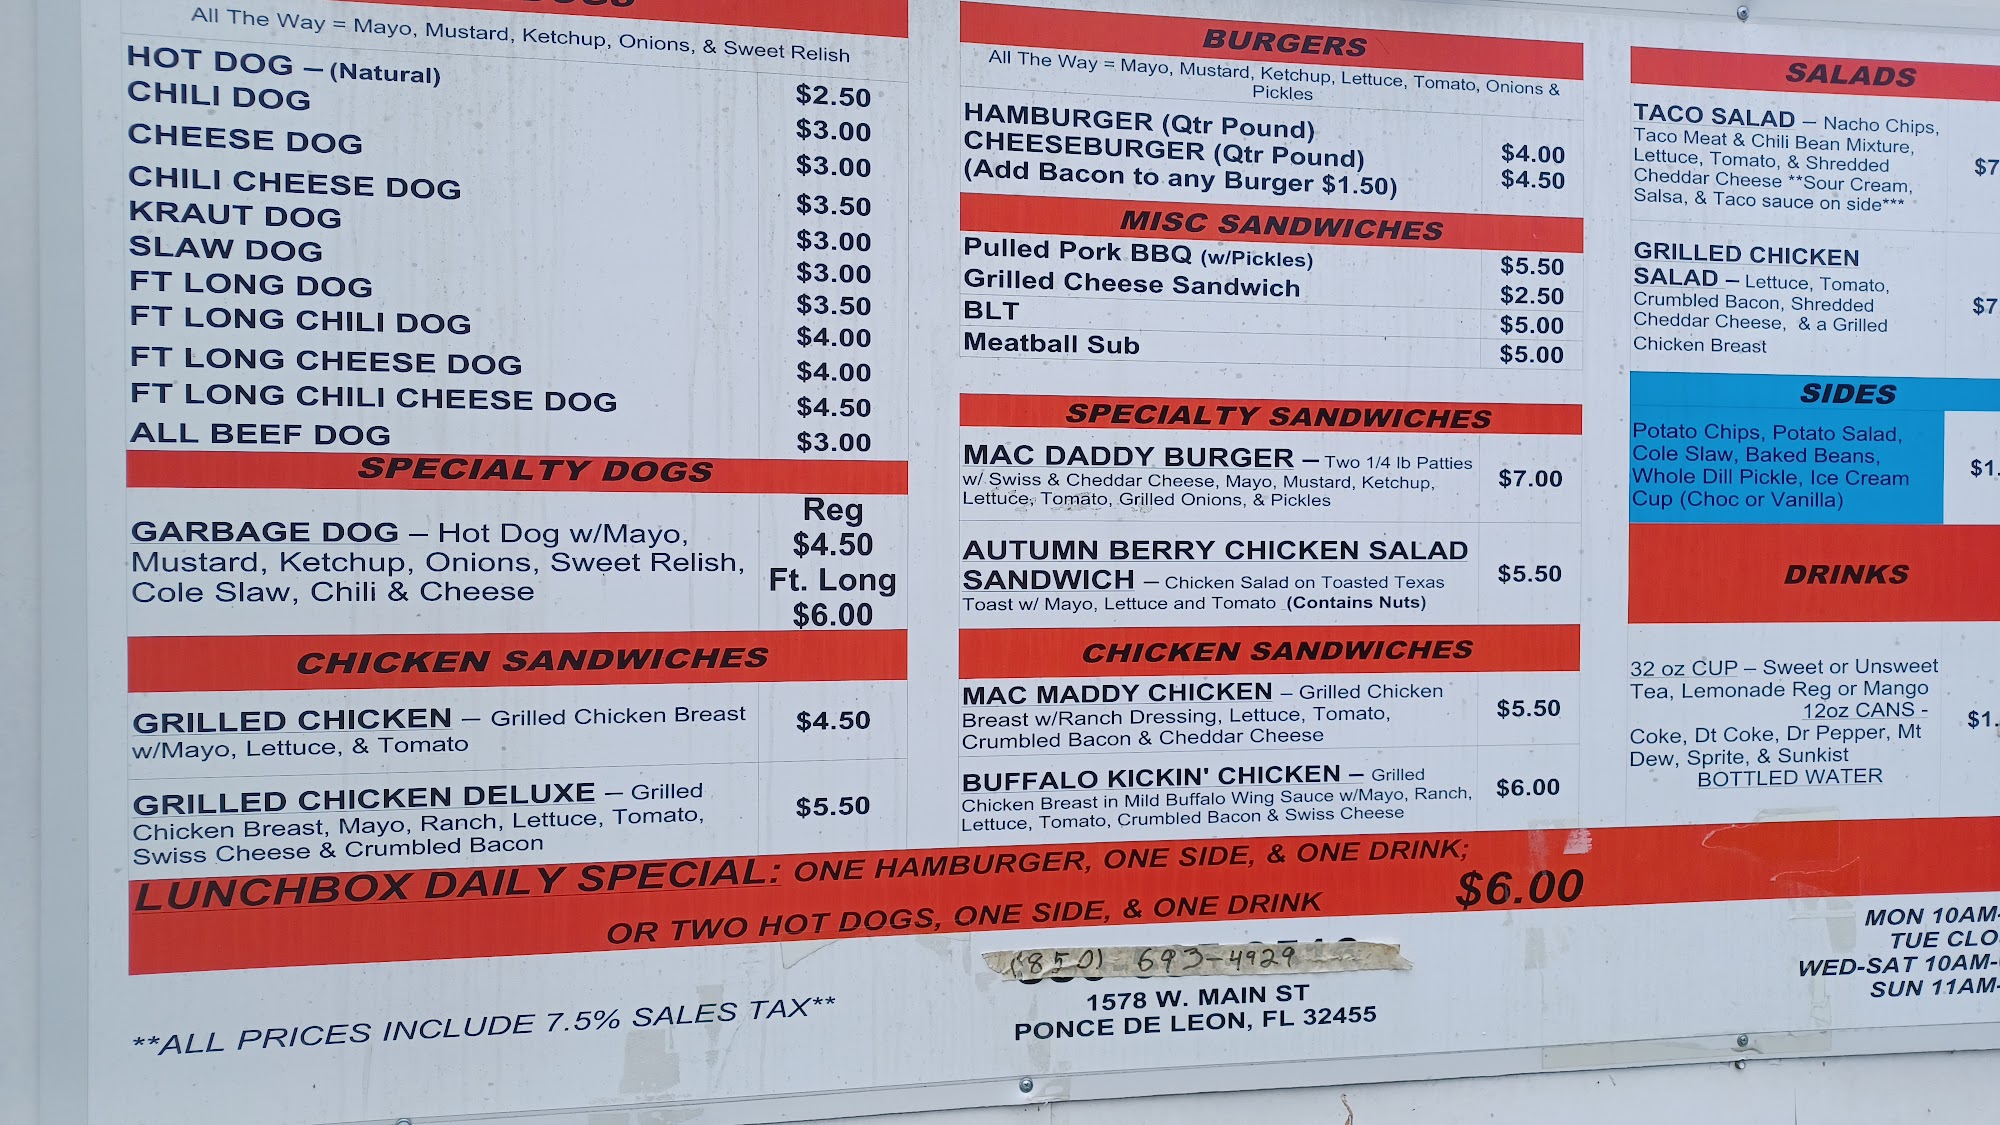 DOGS
All The Way = Mayo, Mustard, Ketchup, Onions, & Sweet Relish
HOT DOG – (Natural) $2.50
CHILI DOG $3.00
CHEESE DOG $3.00
CHILI CHEESE DOG $3.50
KRAUT DOG $3.00
SLAW DOG $3.00
FT LONG DOG $3.50
FT LONG CHILI DOG $4.00
FT LONG CHEESE DOG $4.00
FT LONG CHILI CHEESE DOG $4.50
ALL BEEF DOG $3.00
SPECIALTY DOGS
GARBAGE DOG – Hot Dog w/Mayo,
Mustard, Ketchup, Onions, Sweet Relish,
Cole Slaw, Chili & Cheese
Reg
$4.50
Ft. Long
$6.00
CHICKEN SANDWICHES
GRILLED CHICKEN – Grilled Chicken Breast
w/Mayo, Lettuce, & Tomato
$4.50
GRILLED CHICKEN DELUXE – Grilled
Chicken Breast, Mayo, Ranch, Lettuce, Tomato,
Swiss Cheese & Crumbled Bacon
$5.50
BURGERS
All The Way = Mayo, Mustard, Ketchup, Lettuce, Tomato, Onions &
Pickles
HAMBURGER (Qtr Pound) $4.00
CHEESEBURGER (Qtr Pound) $4.50
(Add Bacon to any Burger $1.50)
MISC SANDWICHES
Pulled Pork BBQ (w/Pickles) $5.50
Grilled Cheese Sandwich $2.50
BLT $5.00
Meatball Sub $5.00
SPECIALTY SANDWICHES
MAC DADDY BURGER – Two 1/4 lb Patties
w/ Swiss & Cheddar Cheese, Mayo, Mustard, Ketchup,
Lettuce, Tomato, Grilled Onions, & Pickles
$7.00
AUTUMN BERRY CHICKEN SALAD
SANDWICH – Chicken Salad on Toasted Texas
Toast w/ Mayo, Lettuce and Tomato (Contains Nuts)
$5.50
CHICKEN SANDWICHES
MAC MADDY CHICKEN – Grilled Chicken
Breast w/Ranch Dressing, Lettuce, Tomato,
Crumbled Bacon & Cheddar Cheese
$5.50
BUFFALO KICKIN' CHICKEN – Grilled
Chicken Breast in Mild Buffalo Wing Sauce w/Mayo, Ranch,
Lettuce, Tomato, Crumbled Bacon & Swiss Cheese
$6.00
SALADS
TACO SALAD – Nacho Chips,
Taco Meat & Chili Bean Mixture,
Lettuce, Tomato, & Shredded
Cheddar Cheese **Sour Cream,
Salsa, & Taco sauce on side***
$7
GRILLED CHICKEN
SALAD – Lettuce, Tomato,
Crumbled Bacon, Shredded
Cheddar Cheese, & a Grilled
Chicken Breast
$7
SIDES
Potato Chips, Potato Salad,
Cole Slaw, Baked Beans,
Whole Dill Pickle, Ice Cream
Cup (Choc or Vanilla)
$1.
DRINKS
32 oz CUP – Sweet or Unsweet
Tea, Lemonade Reg or Mango
12oz CANS -
Coke, Dt Coke, Dr Pepper, Mt
Dew, Sprite, & Sunkist
BOTTLED WATER
$1.
LUNCHBOX DAILY SPECIAL: ONE HAMBURGER, ONE SIDE, & ONE DRINK;
OR TWO HOT DOGS, ONE SIDE, & ONE DRINK
$6.00
**ALL PRICES INCLUDE 7.5% SALES TAX**
(850) 693-4929
1578 W. MAIN ST
PONCE DE LEON, FL 32455
MON 10AM-
TUE CLO
WED-SAT 10AM-
SUN 11AM-